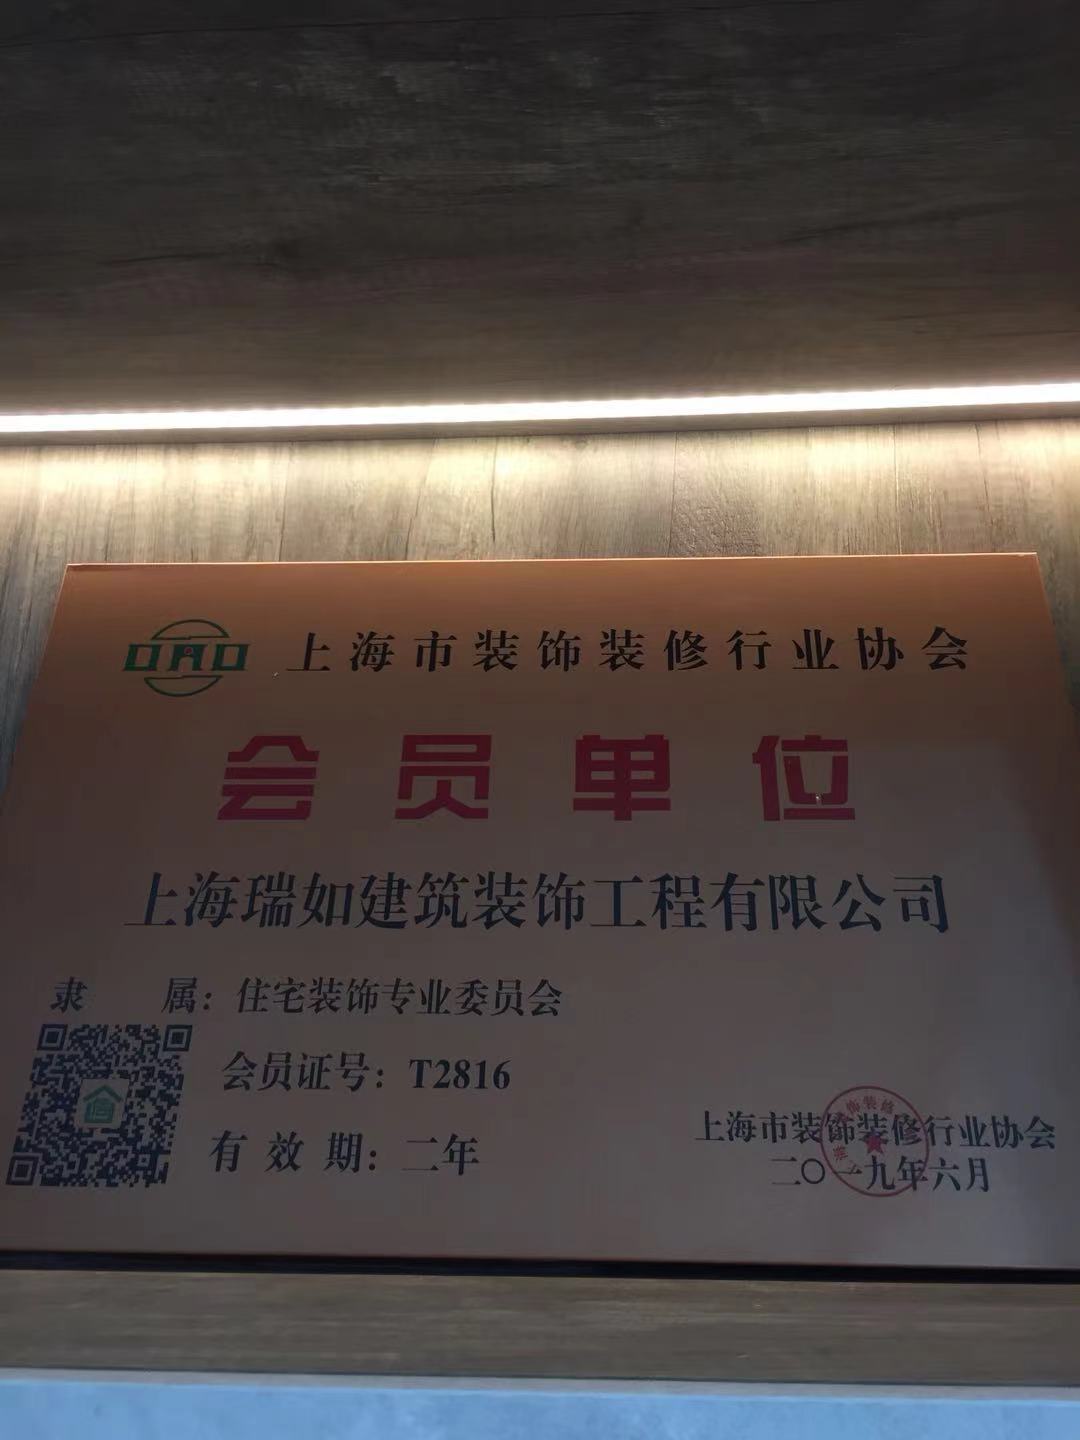 上海市装饰装修行业协会
会员单位
上海瑞如建筑装饰工程有限公司
隶 属：住宅装饰专业委员会
会员证号：T2816
有效期：二年
上海市装饰装修行业协会
二〇一九年六月